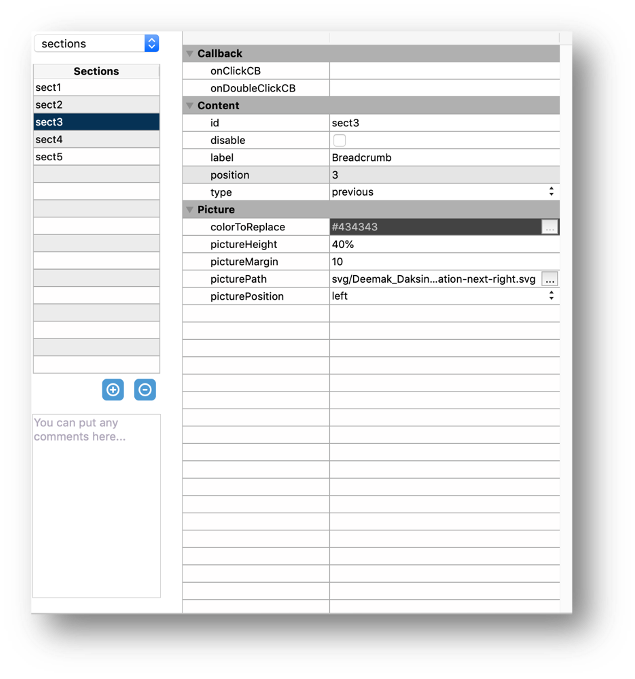 sections
Sections
sect1
sect2
sect3
sect4
sect5
You can put any
comments here...
Callback
onClickCB
onDoubleClickCB
Content
id sect3
disable
label Breadcrumb
position 3
type previous
Picture
colorToReplace #434343 ...
pictureHeight 40%
pictureMargin 10
picturePath svg/Deemak_Daksin...ation-next-right.svg ...
picturePosition left